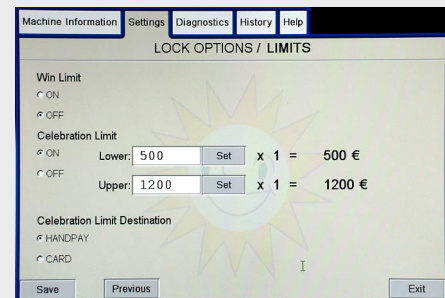 Machine Information Settings Diagnostics History Help
LOCK OPTIONS / LIMITS
Win Limit
ON
OFF
Celebration Limit
ON
Lower: 500 Set x 1 = 500 €
OFF
Upper: 1200 Set x 1 = 1200 €
Celebration Limit Destination
HANDPAY
CARD
Save Previous Exit